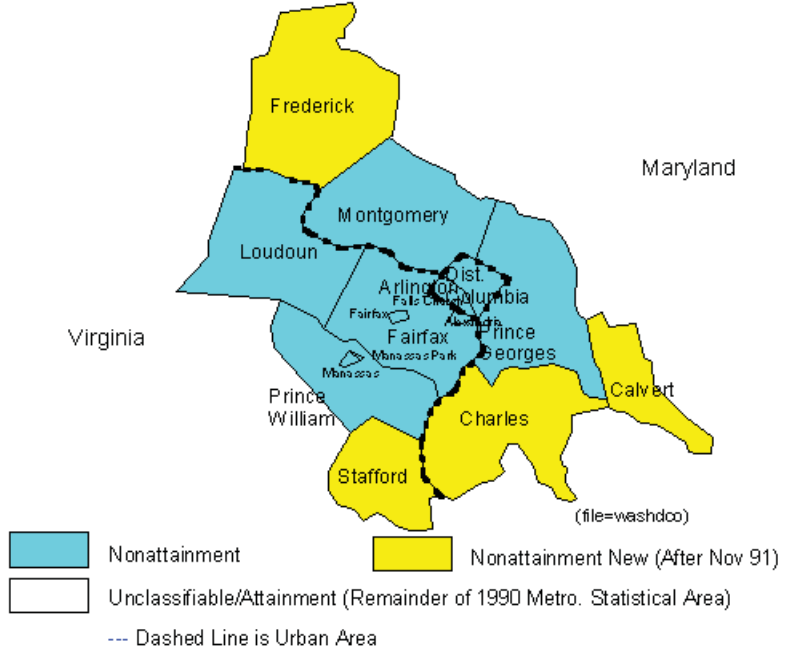 Frederick
Maryland
Montgomery
Loudoun
Dist.
Arlington
Columbia
Falls Church
Fairfax
Alexandria
Virginia
Fairfax
Prince
Georges
Manassas Park
Manassas
Prince
William
Calvert
Charles
Stafford
(file=washdco)
Nonattainment
Nonattainment New (After Nov 91)
Unclassifiable/Attainment (Remainder of 1990 Metro. Statistical Area)
--- Dashed Line is Urban Area